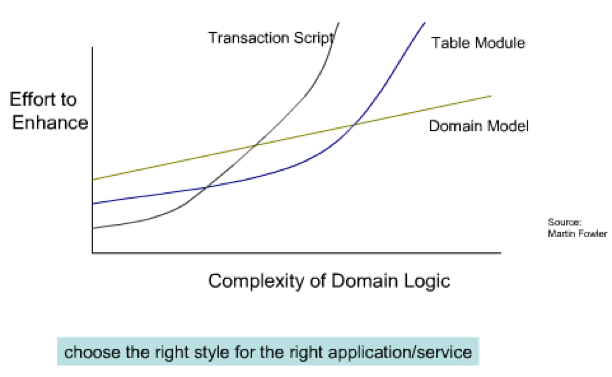 Transaction Script
Table Module
Effort to
Enhance
Domain Model
Source:
Martin Fowler
Complexity of Domain Logic
choose the right style for the right application/service